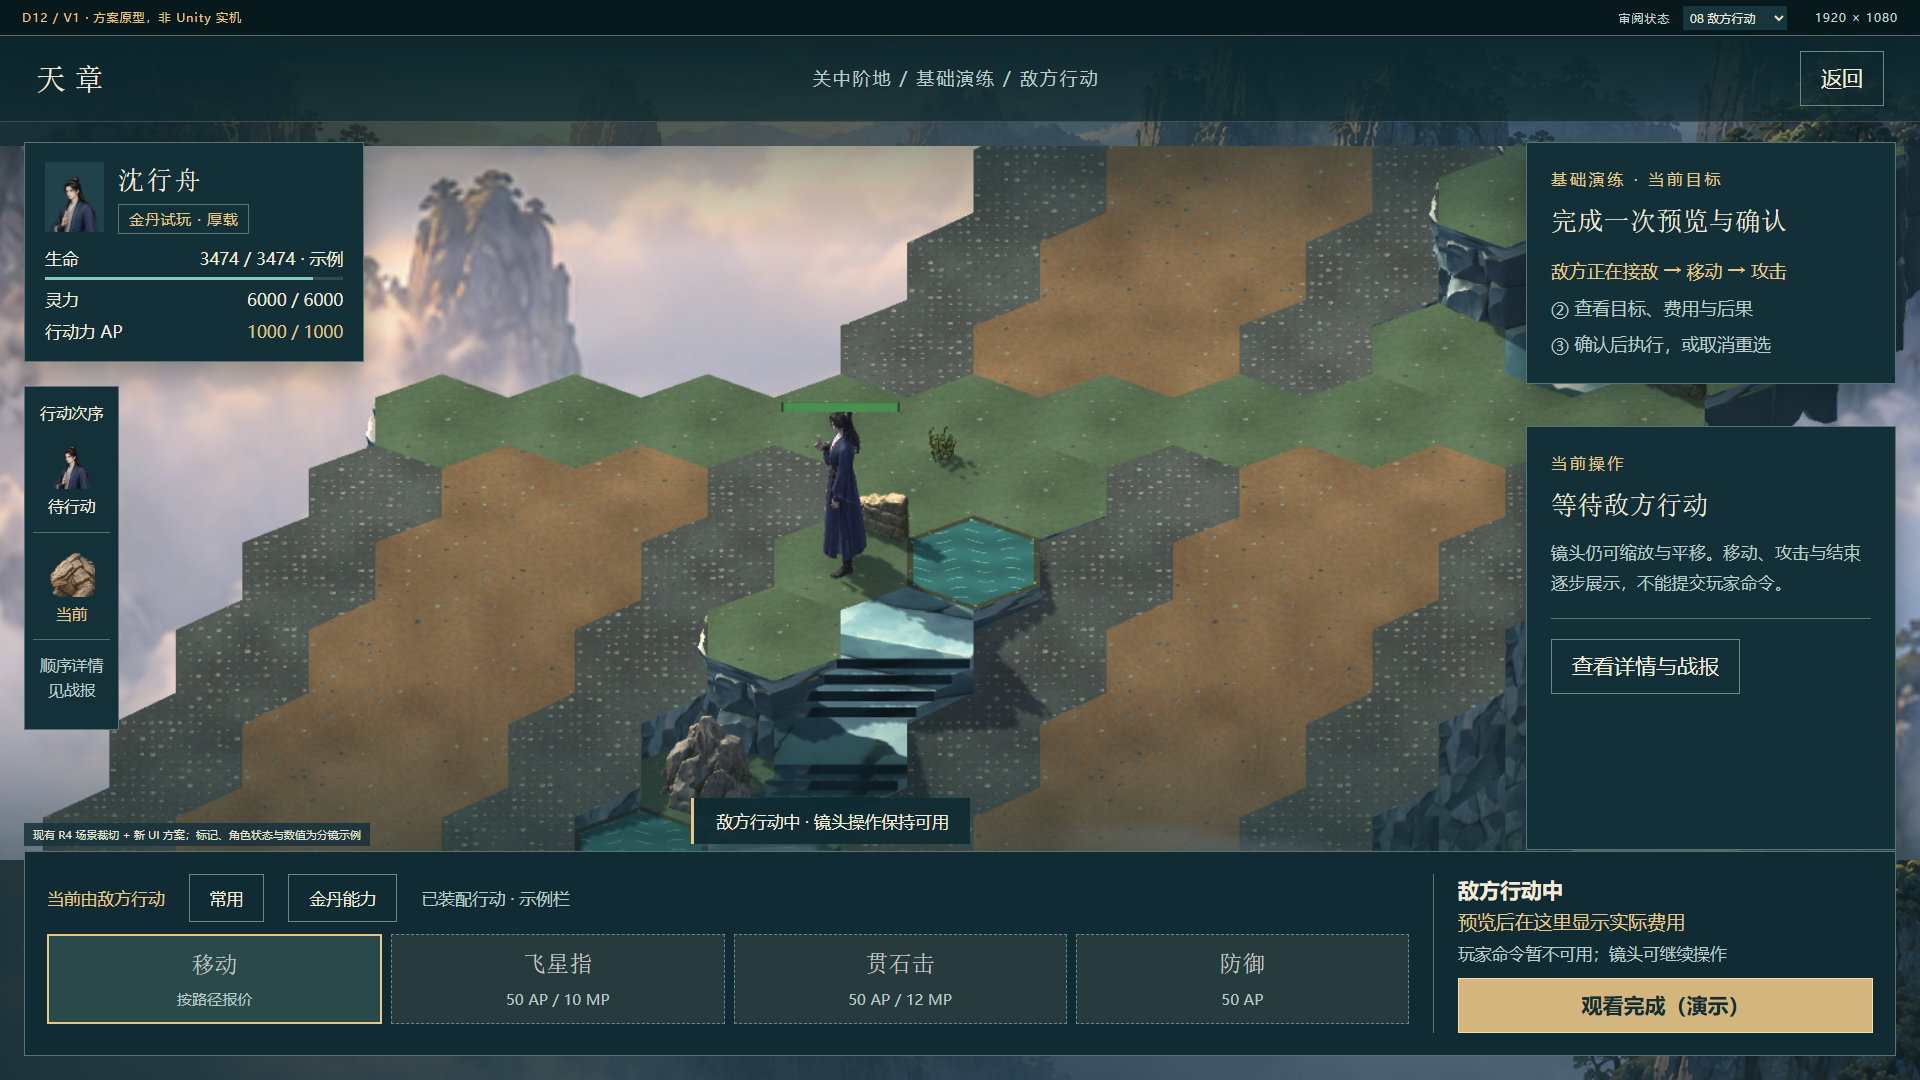 D12 / V1 · 方案原型，非 Unity 实机
审阅状态
08 敌方行动
1920 × 1080
天章
关中阶地 / 基础演练 / 敌方行动
返回
沈行舟
金丹试玩 · 厚载
生命 3474 / 3474 · 示例
灵力 6000 / 6000
行动力 AP 1000 / 1000
行动次序
待行动
当前
顺序详情
见战报
基础演练 · 当前目标
完成一次预览与确认
敌方正在接敌 → 移动 → 攻击
② 查看目标、费用与后果
③ 确认后执行，或取消重选
当前操作
等待敌方行动
镜头仍可缩放与平移。移动、攻击与结束
逐步展示，不能提交玩家命令。
查看详情与战报
敌方行动中 · 镜头操作保持可用
现有 R4 场景裁切 + 新 UI 方案；标记、角色状态与数值为分镜示例
当前由敌方行动
常用
金丹能力
已装配行动 · 示例栏
移动
按路径报价
飞星指
50 AP / 10 MP
贯石击
50 AP / 12 MP
防御
50 AP
敌方行动中
预览后在这里显示实际费用
玩家命令暂不可用；镜头可继续操作
观看完成（演示）